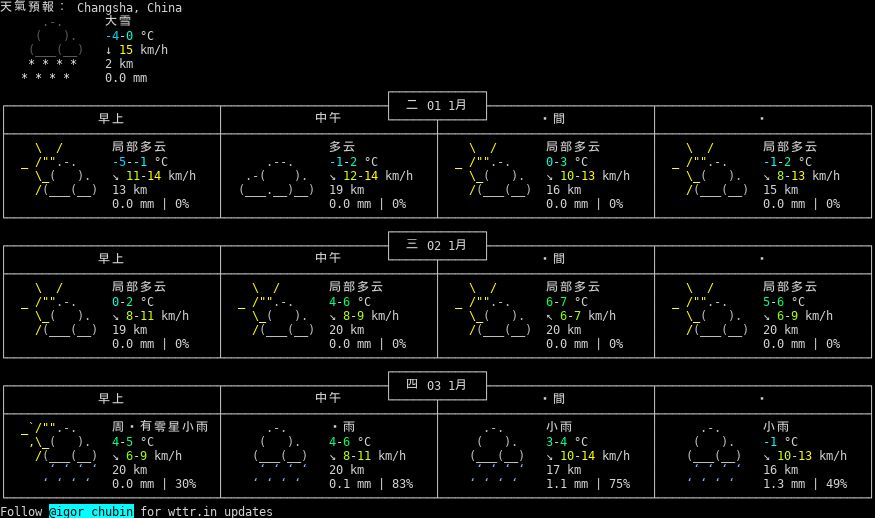 天氣預報： Changsha, China
大雪
-4-0 °C
↓ 15 km/h
2 km
0.0 mm
二 01 1月
早上 中午 ・間 ・
局部多云 多云 局部多云 局部多云
-5--1 °C -1-2 °C 0-3 °C -1-2 °C
↘ 11-14 km/h ↘ 12-14 km/h ↘ 10-13 km/h ↘ 8-13 km/h
13 km 19 km 16 km 15 km
0.0 mm | 0% 0.0 mm | 0% 0.0 mm | 0% 0.0 mm | 0%
三 02 1月
早上 中午 ・間 ・
局部多云 局部多云 局部多云 局部多云
0-2 °C 4-6 °C 6-7 °C 5-6 °C
↘ 8-11 km/h ↘ 8-9 km/h ↖ 6-7 km/h ↘ 6-9 km/h
19 km 20 km 20 km 20 km
0.0 mm | 0% 0.0 mm | 0% 0.0 mm | 0% 0.0 mm | 0%
四 03 1月
早上 中午 ・間 ・
周・有零星小雨 ・雨 小雨 小雨
4-5 °C 4-6 °C 3-4 °C -1 °C
↘ 6-9 km/h ↘ 8-11 km/h ↘ 10-14 km/h ↘ 10-13 km/h
20 km 20 km 17 km 16 km
0.0 mm | 30% 0.1 mm | 83% 1.1 mm | 75% 1.3 mm | 49%
Follow @igor_chubin for wttr.in updates